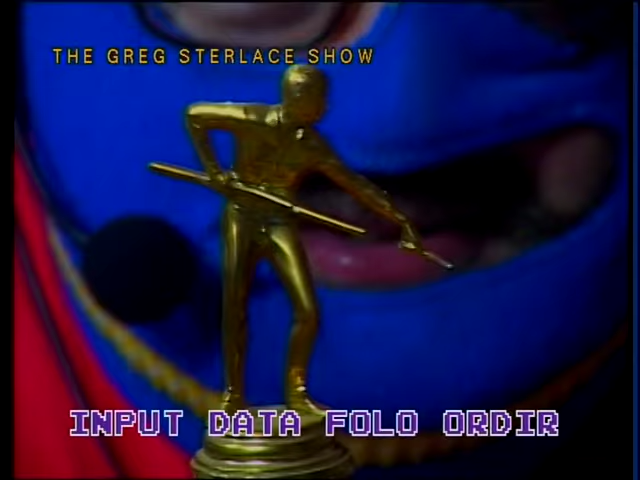 THE GREG STERLACE SHOW
INPUT DATA FOLO ORDIR